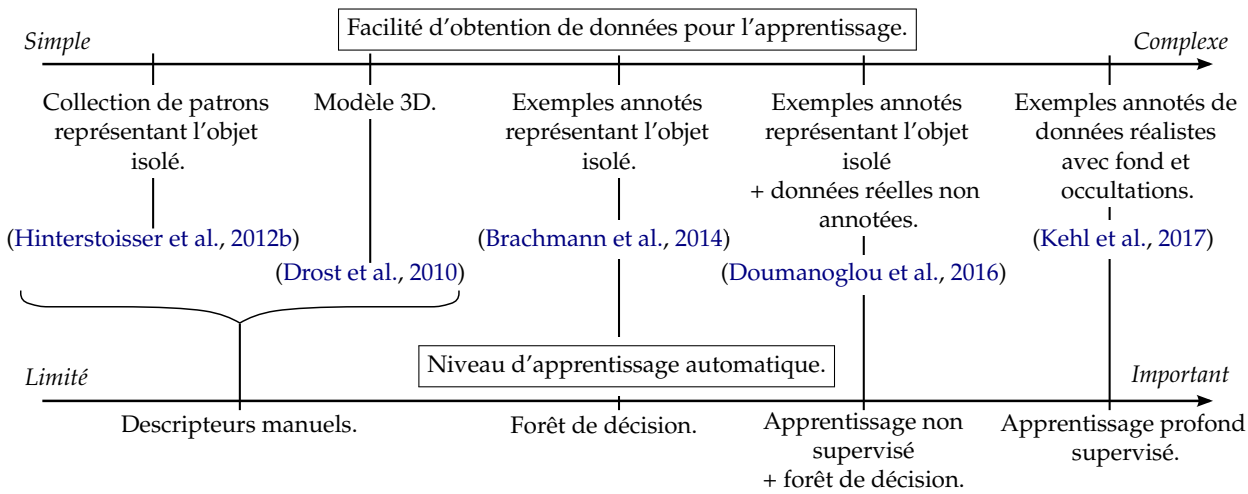 Facilité d'obtention de données pour l'apprentissage.
Simple
Complexe
Collection de patrons
représentant l'objet
isolé.
(Hinterstoisser et al., 2012b)
Modèle 3D.
(Drost et al., 2010)
Exemples annotés
représentant l'objet
isolé.
(Brachmann et al., 2014)
Exemples annotés
représentant l'objet
isolé
+ données réelles non
annotées.
(Doumanoglou et al., 2016)
Exemples annotés de
données réalistes
avec fond et
occultations.
(Kehl et al., 2017)
Niveau d'apprentissage automatique.
Limité
Important
Descripteurs manuels.
Forêt de décision.
Apprentissage non
supervisé
+ forêt de décision.
Apprentissage profond
supervisé.